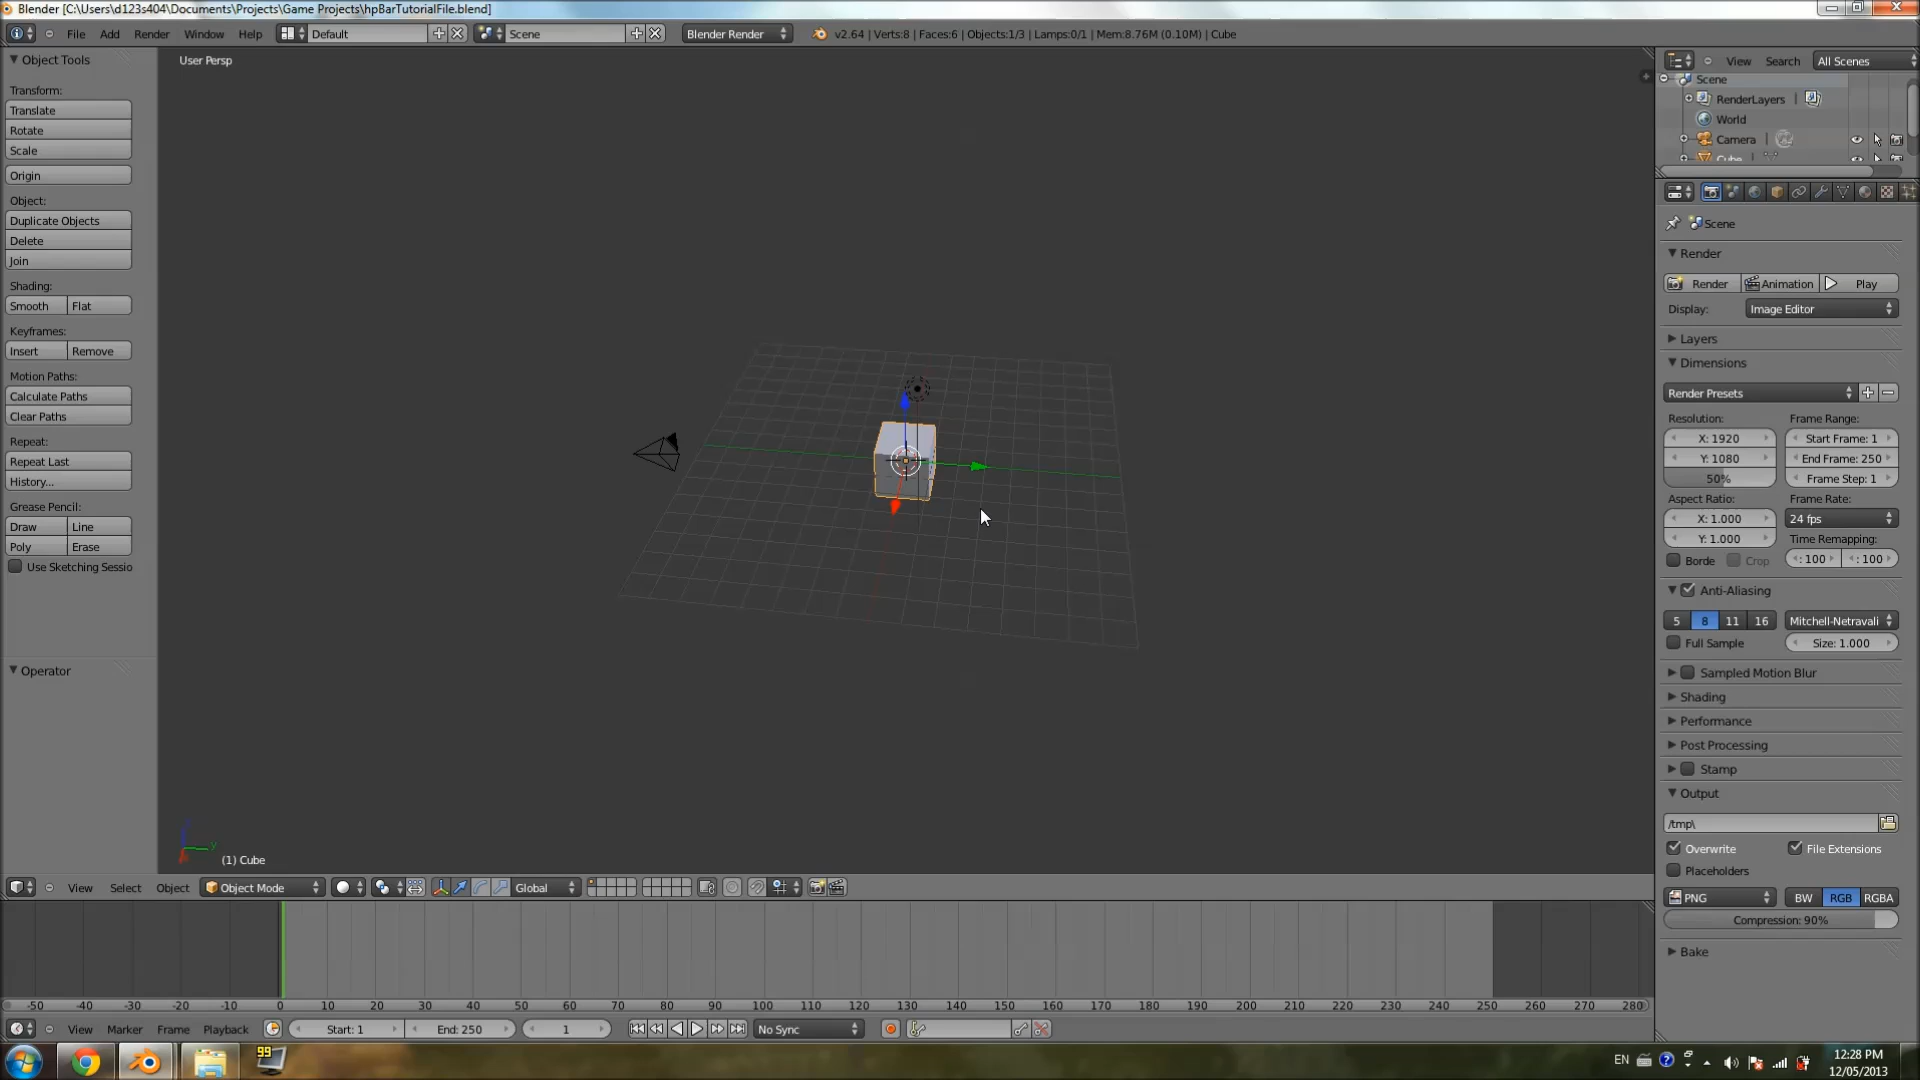 Blender [C:\Users\d123s404\Documents\Projects\Game Projects\hpBarTutorialFile.blend]
File Add Render Window Help Default Scene Blender Render v2.64 | Verts:8 | Faces:6 | Objects:1/3 | Lamps:0/1 | Mem:8.76M (0.10M) | Cube
Object Tools
Transform:
Translate
Rotate
Scale
Origin
Object:
Duplicate Objects
Delete
Join
Shading:
Smooth Flat
Keyframes:
Insert Remove
Motion Paths:
Calculate Paths
Clear Paths
Repeat:
Repeat Last
History...
Grease Pencil:
Draw Line
Poly Erase
Use Sketching Sessio
Operator
User Persp
y
(1) Cube
View Select Object Object Mode Global
View Search All Scenes
Scene
RenderLayers |
World
Camera |
Cube
Scene
Render
Render Animation Play
Display: Image Editor
Layers
Dimensions
Render Presets
Resolution: Frame Range:
X: 1920 Start Frame: 1
Y: 1080 End Frame: 250
50% Frame Step: 1
Aspect Ratio: Frame Rate:
X: 1.000 24 fps
Y: 1.000 Time Remapping:
Borde Crop : 100 : 100
Anti-Aliasing
5 8 11 16 Mitchell-Netravali
Full Sample Size: 1.000
Sampled Motion Blur
Shading
Performance
Post Processing
Stamp
Output
/tmp\
Overwrite File Extensions
Placeholders
PNG BW RGB RGBA
Compression: 90%
Bake
-50 -40 -30 -20 -10 0 10 20 30 40 50 60 70 80 90 100 110 120 130 140 150 160 170 180 190 200 210 220 230 240 250 260 270 280
View Marker Frame Playback Start: 1 End: 250 1 No Sync
99
EN
12:28 PM
12/05/2013